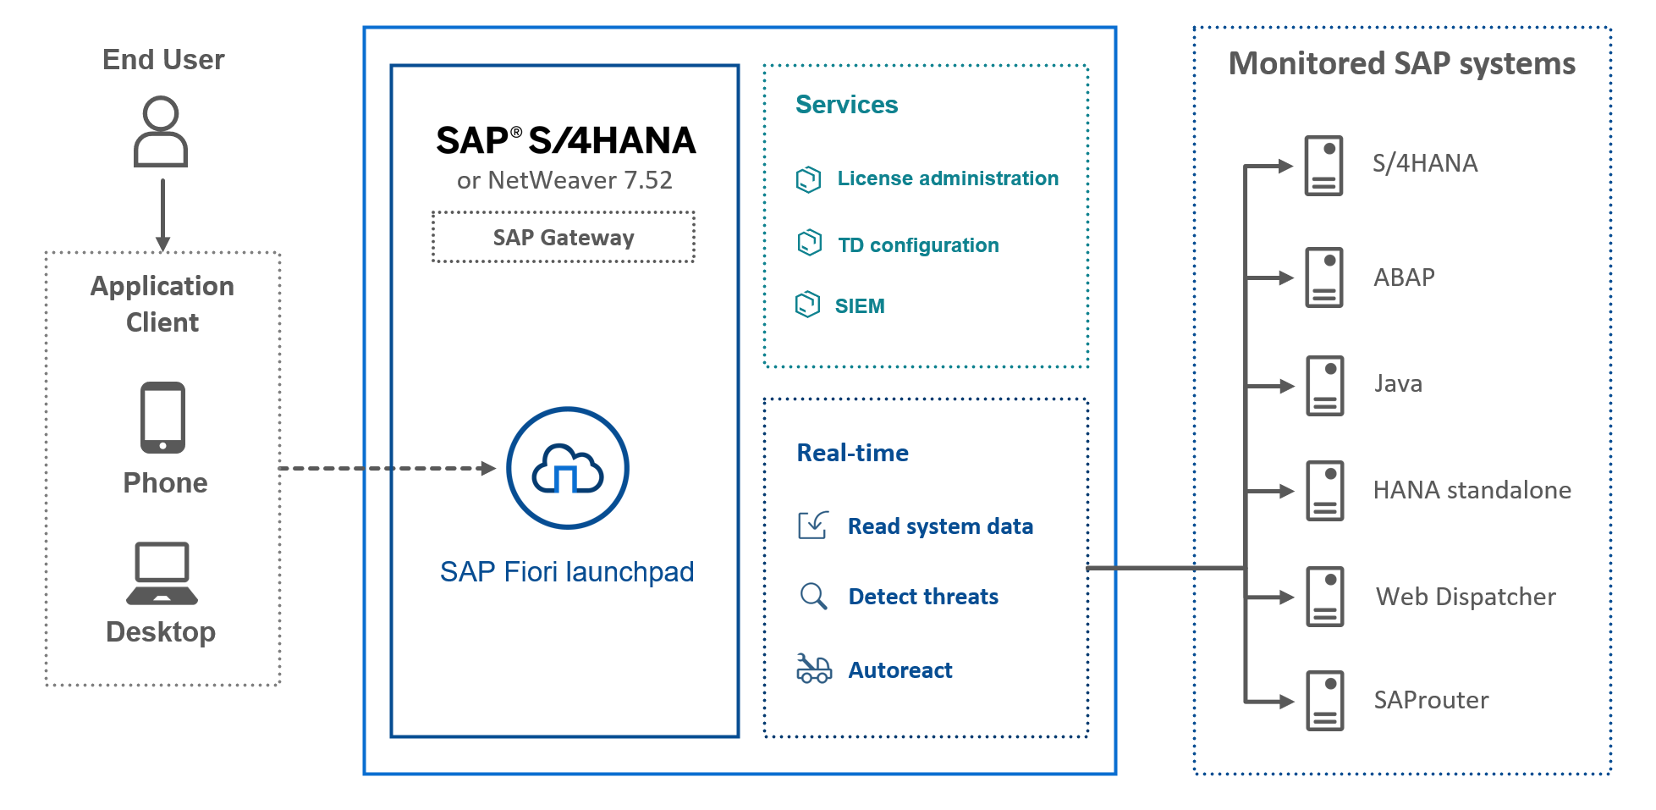 End User
Application
Client
Phone
Desktop
SAP® S/4HANA
or NetWeaver 7.52
SAP Gateway
SAP Fiori launchpad
Services
License administration
TD configuration
SIEM
Real-time
Read system data
Detect threats
Autoreact
Monitored SAP systems
S/4HANA
ABAP
Java
HANA standalone
Web Dispatcher
SAProuter